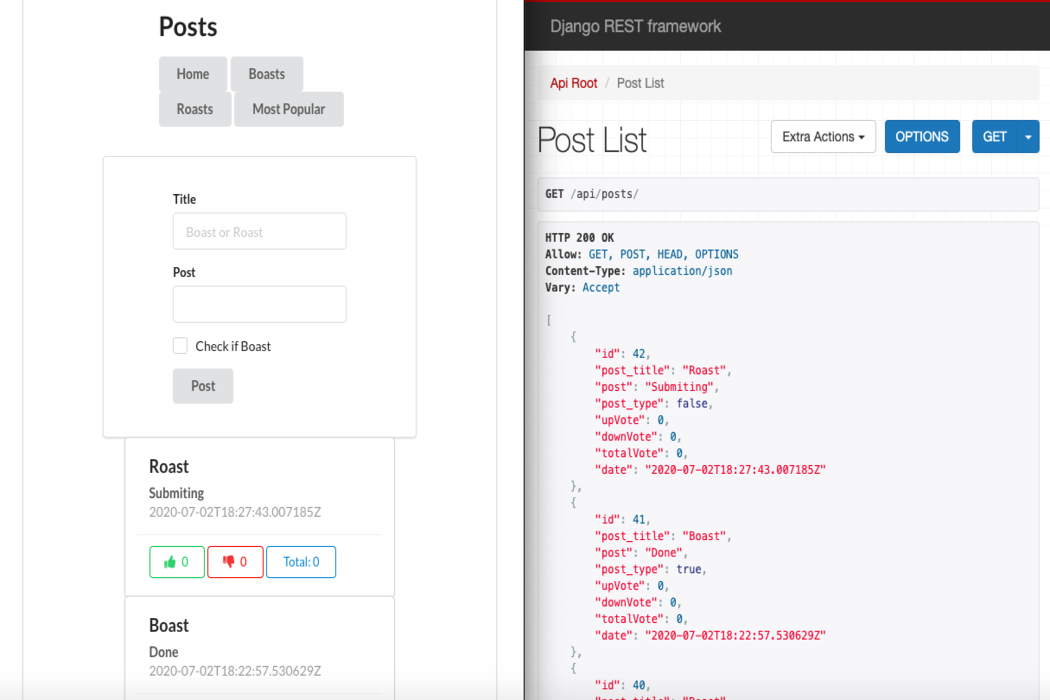 Posts
Home Boasts
Roasts Most Popular
Title
Boast or Roast
Post
Check if Boast
Post
Roast
Submiting
2020-07-02T18:27:43.007185Z
0 0 Total: 0
Boast
Done
2020-07-02T18:22:57.530629Z
Django REST framework
Api Root / Post List
Post List
Extra Actions OPTIONS GET
GET /api/posts/
HTTP 200 OK
Allow: GET, POST, HEAD, OPTIONS
Content-Type: application/json
Vary: Accept
[
{
"id": 42,
"post_title": "Roast",
"post": "Submiting",
"post_type": false,
"upVote": 0,
"downVote": 0,
"totalVote": 0,
"date": "2020-07-02T18:27:43.007185Z"
},
{
"id": 41,
"post_title": "Boast",
"post": "Done",
"post_type": true,
"upVote": 0,
"downVote": 0,
"totalVote": 0,
"date": "2020-07-02T18:22:57.530629Z"
},
{
"id": 40,